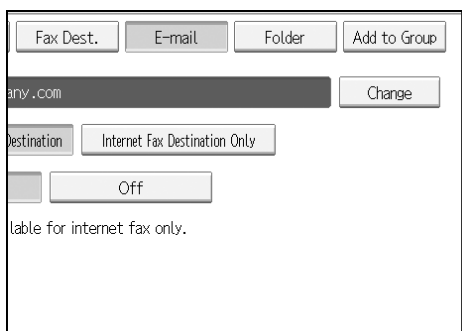 Fax Dest. E-mail Folder Add to Group
any.com Change
Destination Internet Fax Destination Only
Off
lable for internet fax only.